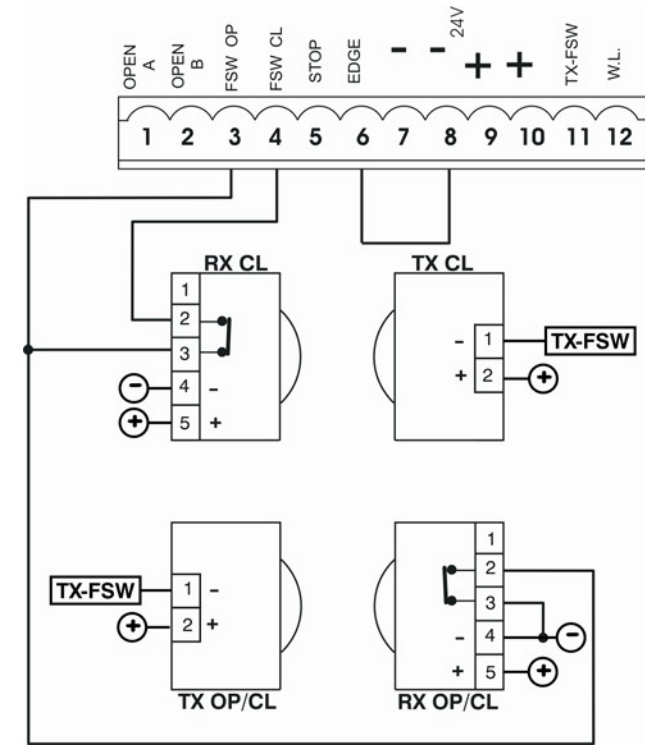 OPEN A
OPEN B
FSW OP
FSW CL
STOP
EDGE
-
-
24V
+
+
TX-FSW
W.L.
1 2 3 4 5 6 7 8 9 10 11 12
RX CL
1
2
3
4 -
5 +
TX CL
- 1 TX-FSW
+ 2 +
-
+
TX-FSW 1 -
+ 2 +
TX OP/CL
1
2
3
- 4 -
+ 5 +
RX OP/CL